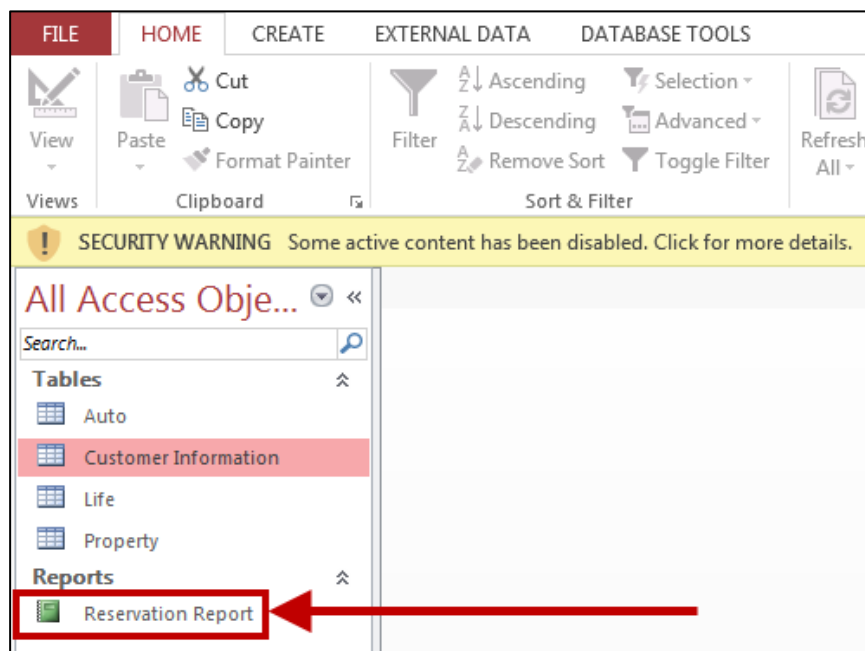 FILE HOME CREATE EXTERNAL DATA DATABASE TOOLS
View
Paste
Cut
Copy
Format Painter
Filter
Ascending
Descending
Remove Sort
Selection
Advanced
Toggle Filter
Refresh
All
Views Clipboard Sort & Filter
SECURITY WARNING Some active content has been disabled. Click for more details.
All Access Obje...
Search...
Tables
Auto
Customer Information
Life
Property
Reports
Reservation Report